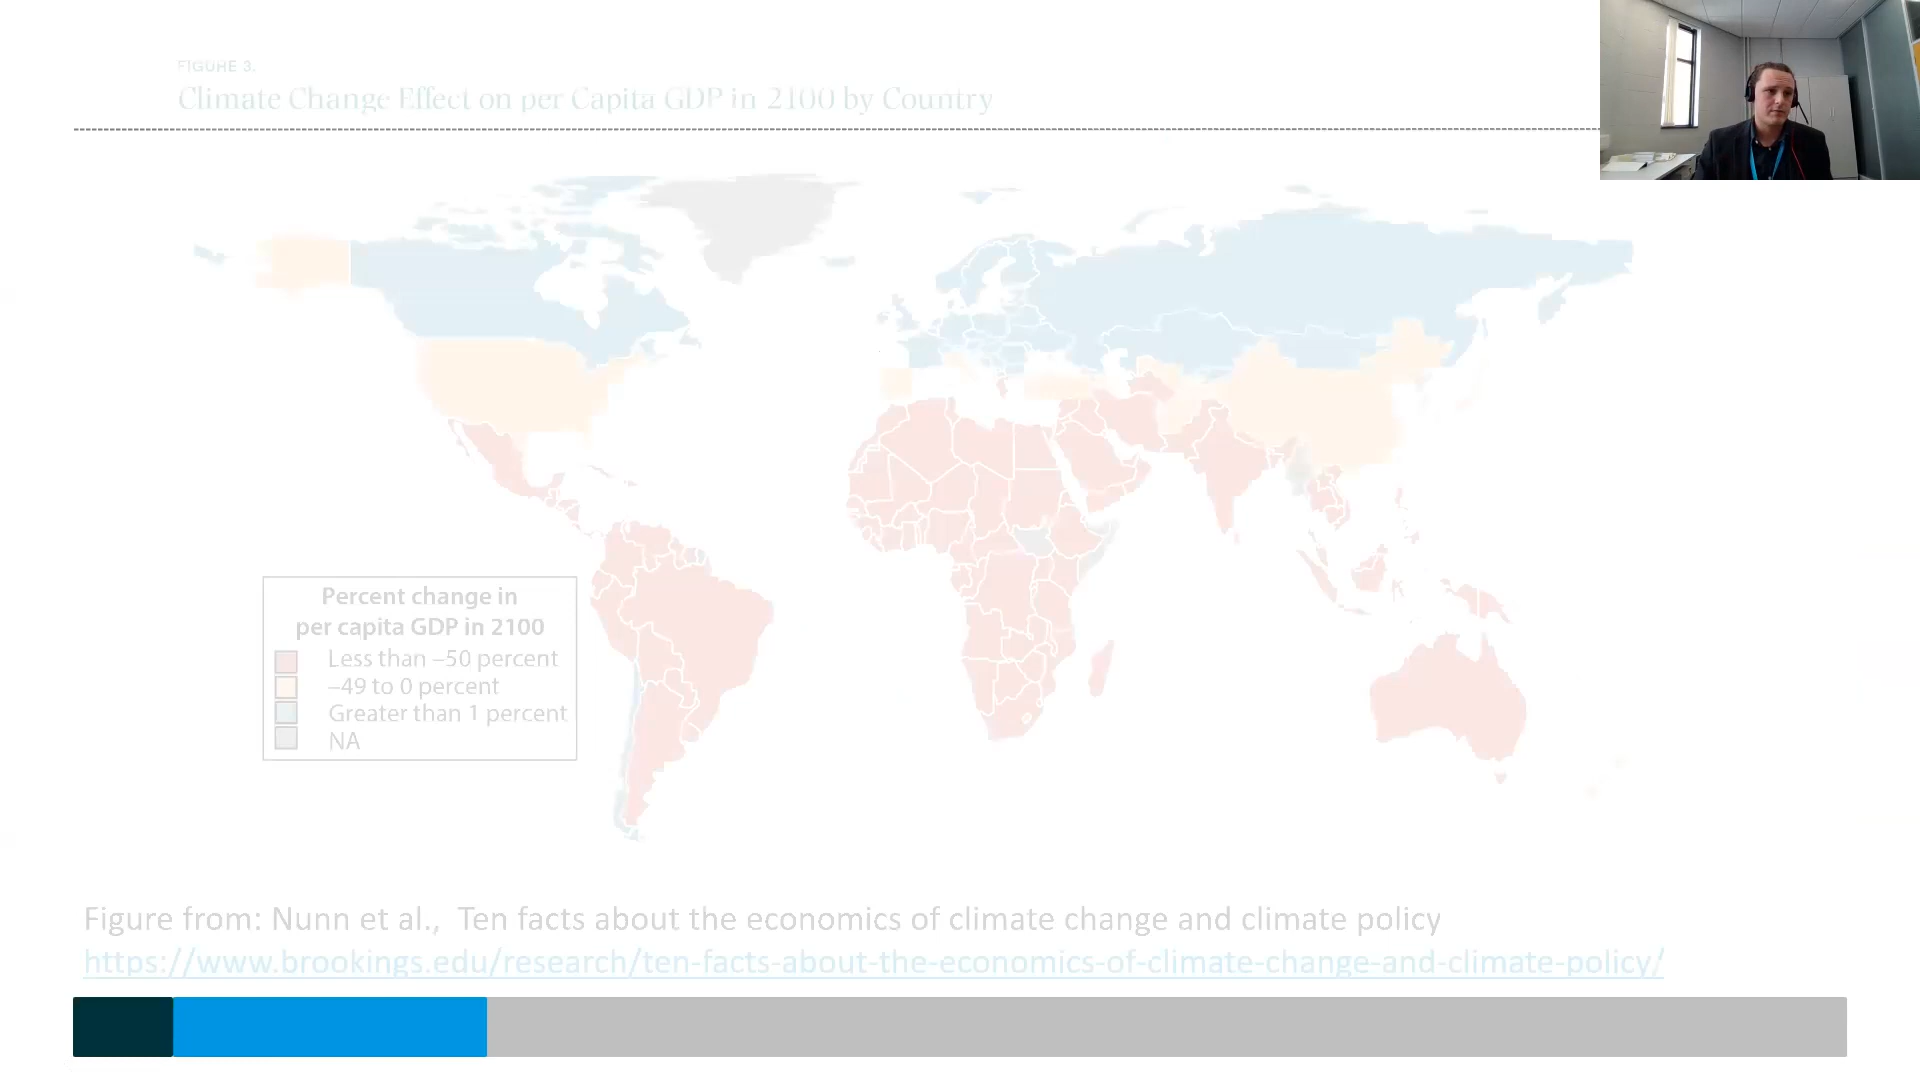 FIGUHE 3.
Climate Change Effect on per Capita GDP in 2100 by Country
Percent change in
per capita GDP in 2100
Less than –50 percent
–49 to 0 percent
Greater than 1 percent
NA
Figure from: Nunn et al., Ten facts about the economics of climate change and climate policy
https://www.brookings.edu/research/ten-facts-about-the-economics-of-climate-change-and-climate-policy/